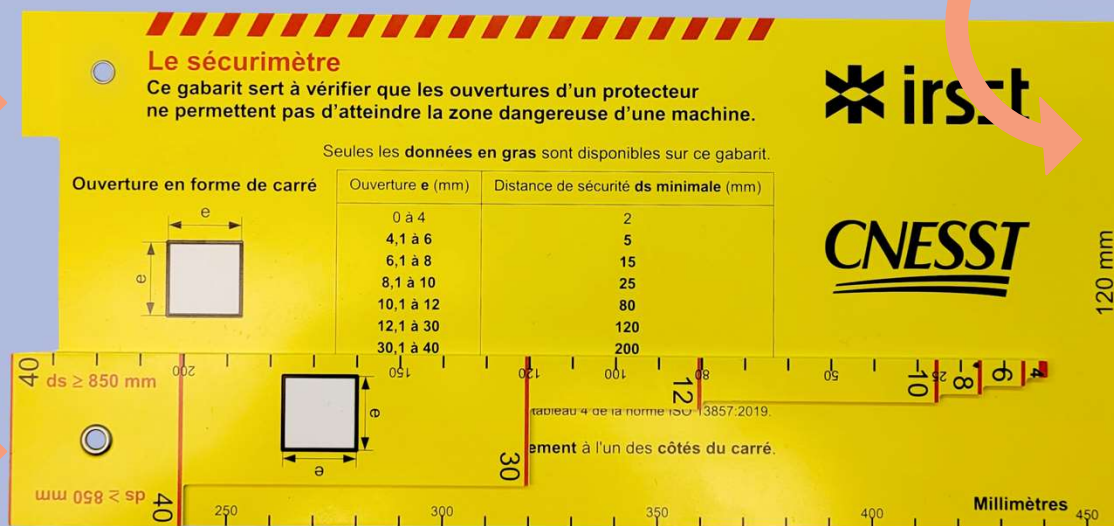 Le sécurimètre
Ce gabarit sert à vérifier que les ouvertures d'un protecteur
ne permettent pas d'atteindre la zone dangereuse d'une machine.
irsst
Seules les données en gras sont disponibles sur ce gabarit.
Ouverture en forme de carré
Ouverture e (mm) Distance de sécurité ds minimale (mm)
0 à 4 2
4,1 à 6 5
6,1 à 8 15
8,1 à 10 25
10,1 à 12 80
12,1 à 30 120
30,1 à 40 200
e
e
CNESST
120 mm
40
ds ≥ 850 mm
200
150
120
100
80
50
25
12
10
8
6
4
e
e
tableau 4 de la norme ISO 13857:2019.
ement à l'un des côtés du carré.
30
ds ≥ 850 mm
40
250 300 350 400 450
Millimètres